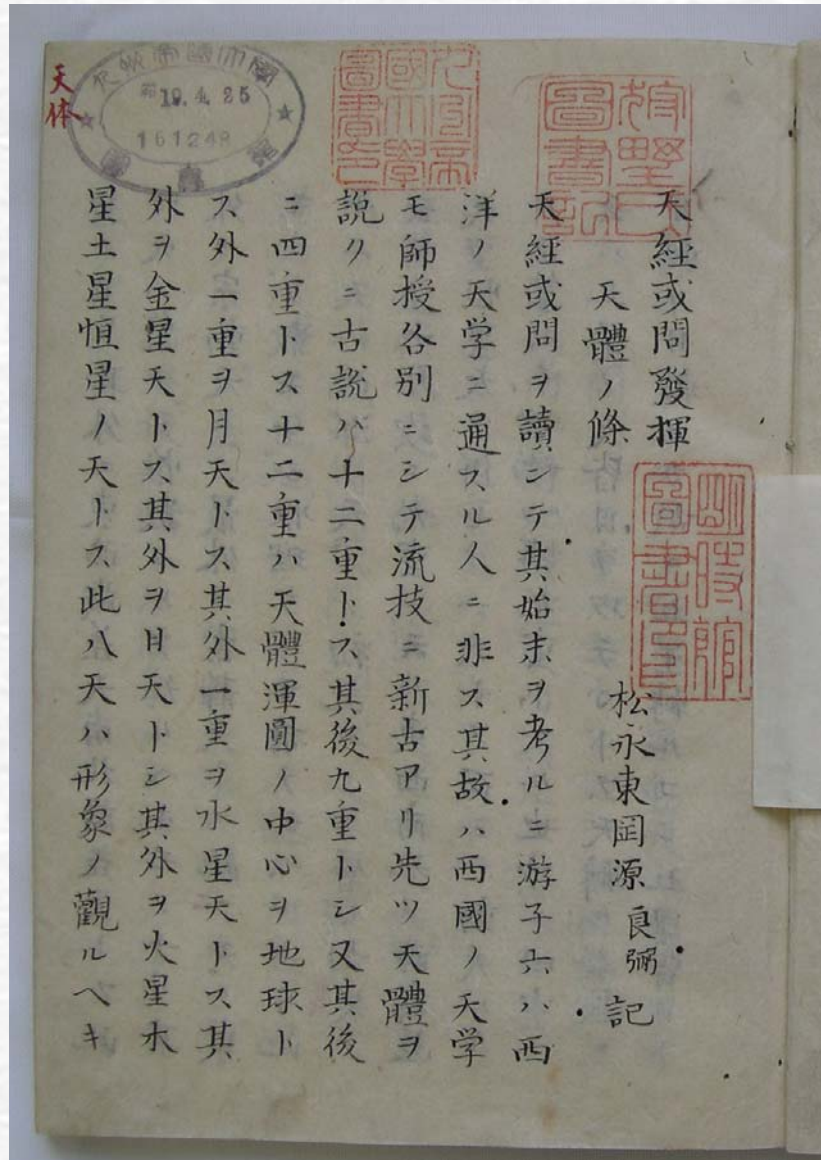 天經或問發揮
天體ノ條
松永東岡源良弼記
天經或問ヲ讀シテ其始末ヲ考ルニ游子六ハ西
洋ノ天学ニ通スル人ニ非ス其故ハ西國ノ天学
モ師授各別ニシテ流技ニ新古アリ先ツ天體ヲ
説クニ古説ハ十二重トス其後九重トシ又其後
ニ四重トス十二重ハ天體渾圓ノ中心ヲ地球ト
ス外一重ヲ月天トス其外一重ヲ水星天トス其
外ヲ金星天トス其外ヲ日天トシ其外ヲ火星木
星土星恒星ノ天トス此八天ハ形象ノ觀ルヘキ
天体
19.4.25
161248
明時館
圖書印